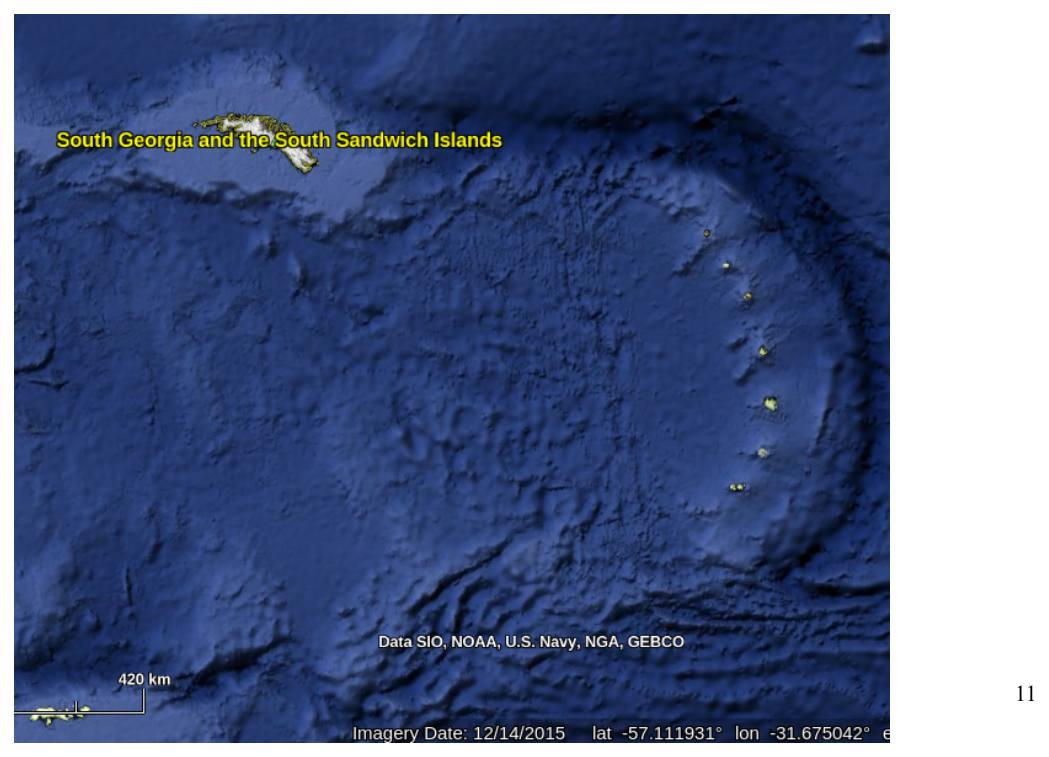 South Georgia and the South Sandwich Islands
Data SIO, NOAA, U.S. Navy, NGA, GEBCO
420 km
11
Imagery Date: 12/14/2015 lat -57.111931° lon -31.675042° e